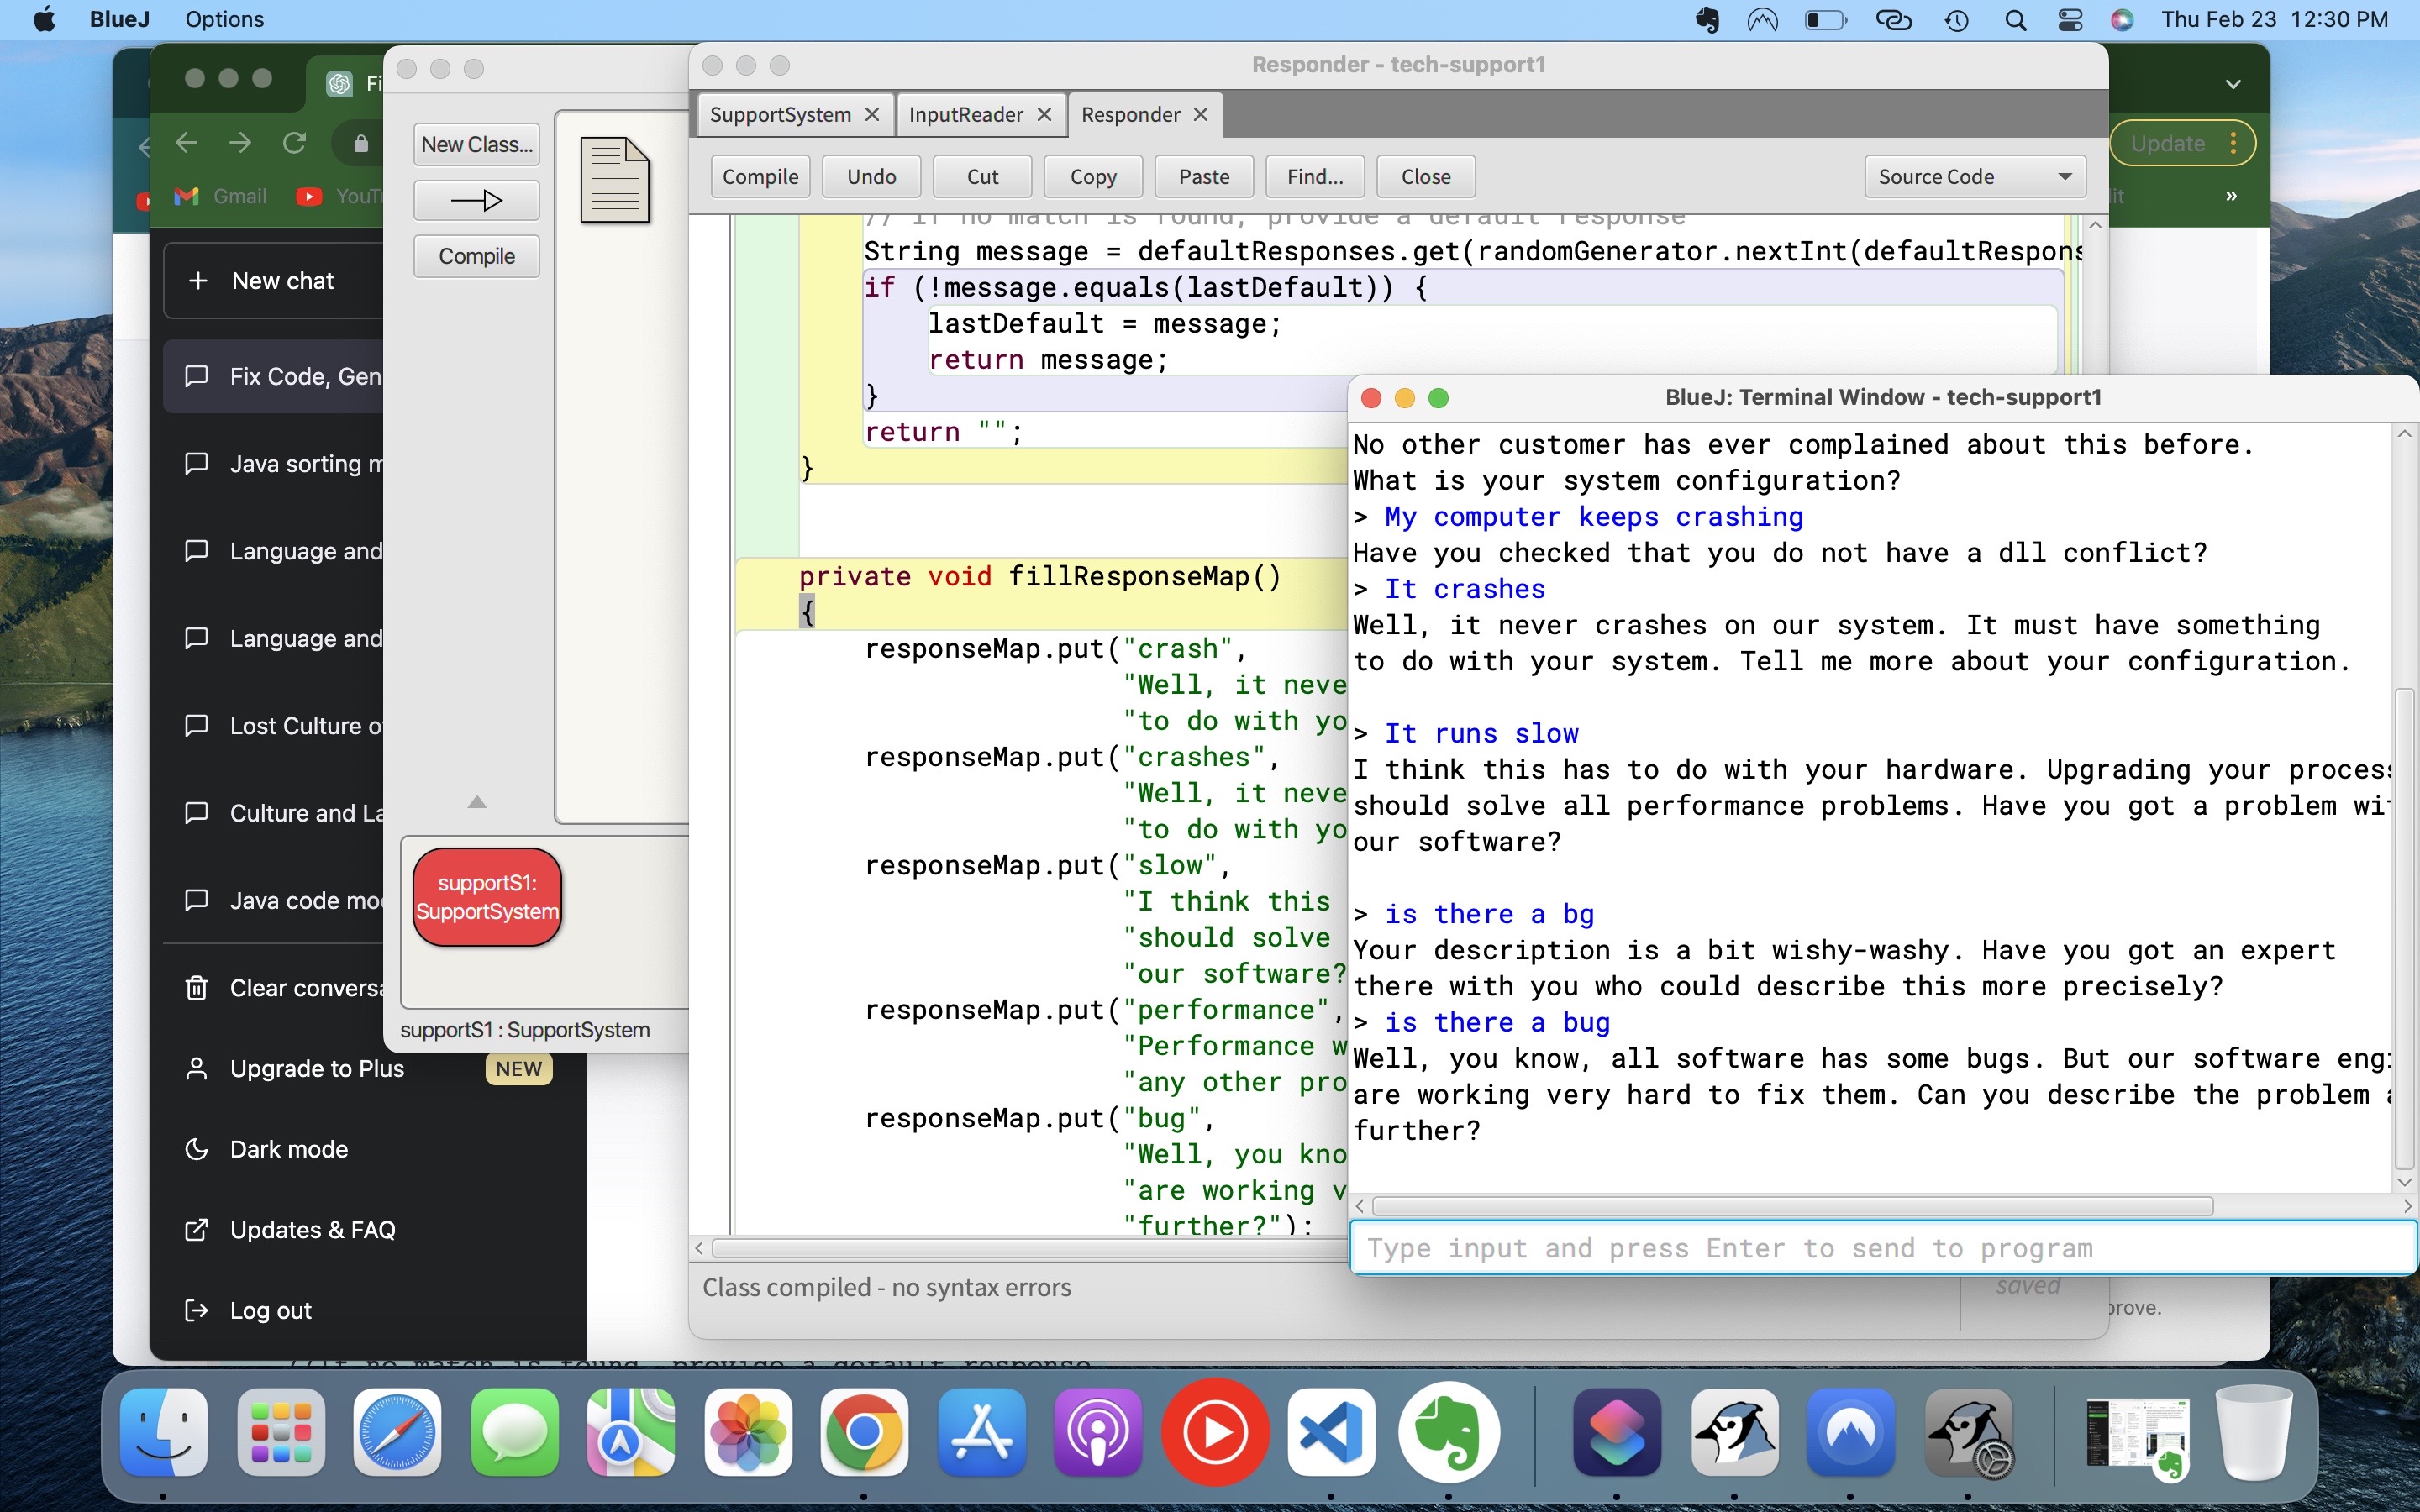 BlueJ Options Thu Feb 23 12:30 PM
Responder - tech-support1
SupportSystem InputReader Responder
Compile Undo Cut Copy Paste Find... Close Source Code
// If no match is found, provide a default response
String message = defaultResponses.get(randomGenerator.nextInt(defaultRespons
if (!message.equals(lastDefault)) {
lastDefault = message;
return message;
}
return "";
}
private void fillResponseMap()
{
responseMap.put("crash",
"Well, it neve
"to do with yo
responseMap.put("crashes",
"Well, it neve
"to do with yo
responseMap.put("slow",
"I think this
"should solve
"our software?
responseMap.put("performance",
"Performance w
"any other pro
responseMap.put("bug",
"Well, you kno
"are working v
"further?");
Class compiled - no syntax errors
saved
BlueJ: Terminal Window - tech-support1
No other customer has ever complained about this before.
What is your system configuration?
> My computer keeps crashing
Have you checked that you do not have a dll conflict?
> It crashes
Well, it never crashes on our system. It must have something
to do with your system. Tell me more about your configuration.
> It runs slow
I think this has to do with your hardware. Upgrading your process
should solve all performance problems. Have you got a problem wit
our software?
> is there a bg
Your description is a bit wishy-washy. Have you got an expert
there with you who could describe this more precisely?
> is there a bug
Well, you know, all software has some bugs. But our software engi
are working very hard to fix them. Can you describe the problem a
further?
Type input and press Enter to send to program
New Class...
Compile
supportS1:
SupportSystem
supportS1 : SupportSystem
Fi
Gmail YouTu
Update
New chat
Fix Code, Gen
Java sorting m
Language and
Language and
Lost Culture o
Culture and La
Java code mo
Clear conversa
Upgrade to Plus NEW
Dark mode
Updates & FAQ
Log out
prove.
//If no match is found, provide a default response